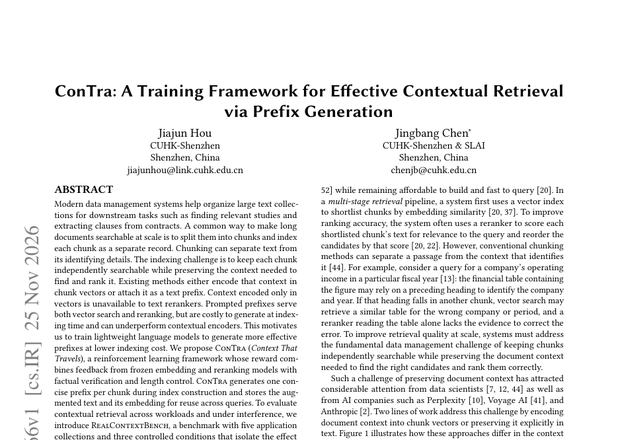 ConTra: A Training Framework for Effective Contextual Retrieval
via Prefix Generation
Jiajun Hou
CUHK-Shenzhen
Shenzhen, China
jiajunhou@link.cuhk.edu.cn
Jingbang Chen*
CUHK-Shenzhen & SLAI
Shenzhen, China
chenjb@cuhk.edu.cn
ABSTRACT
Modern data management systems help organize large text collec-
tions for downstream tasks such as finding relevant studies and
extracting clauses from contracts. A common way to make long
documents searchable at scale is to split them into chunks and index
each chunk as a separate record. Chunking can separate text from
its identifying details. The indexing challenge is to keep each chunk
independently searchable while preserving the context needed to
find and rank it. Existing methods either encode that context in
chunk vectors or attach it as a text prefix. Context encoded only in
vectors is unavailable to text rerankers. Prompted prefixes serve
both vector search and reranking, but are costly to generate at index-
ing time and can underperform contextual encoders. This motivates
us to train lightweight language models to generate more effective
prefixes at lower indexing cost. We propose ConTra (Context That
Travels), a reinforcement learning framework whose reward com-
bines feedback from frozen embedding and reranking models with
factual verification and length control. ConTra generates one con-
cise prefix per chunk during index construction and stores the aug-
mented text and its embedding for reuse across queries. To evaluate
contextual retrieval across workloads and under interference, we
introduce RealContextBench, a benchmark with five application
collections and three controlled conditions that isolate the effect
52] while remaining affordable to build and fast to query [20]. In
a multi-stage retrieval pipeline, a system first uses a vector index
to shortlist chunks by embedding similarity [20, 37]. To improve
ranking accuracy, the system often uses a reranker to score each
shortlisted chunk's text for relevance to the query and reorder the
candidates by that score [20, 22]. However, conventional chunking
methods can separate a passage from the context that identifies
it [44]. For example, consider a query for a company's operating
income in a particular fiscal year [13]: the financial table containing
the figure may rely on a preceding heading to identify the company
and year. If that heading falls in another chunk, vector search may
retrieve a similar table for the wrong company or period, and a
reranker reading the table alone lacks the evidence to correct the
error. To improve retrieval quality at scale, systems must address
the fundamental data management challenge of keeping chunks
independently searchable while preserving the document context
needed to find the right candidates and rank them correctly.
Such a challenge of preserving document context has attracted
considerable attention from data scientists [7, 12, 44] as well as
from AI companies such as Perplexity [10], Voyage AI [41], and
Anthropic [2]. Two lines of work address this challenge by encoding
document context into chunk vectors or preserving it explicitly in
text. Figure 1 illustrates how these approaches differ in the context
6v1 [cs.IR] 25 Nov 2026